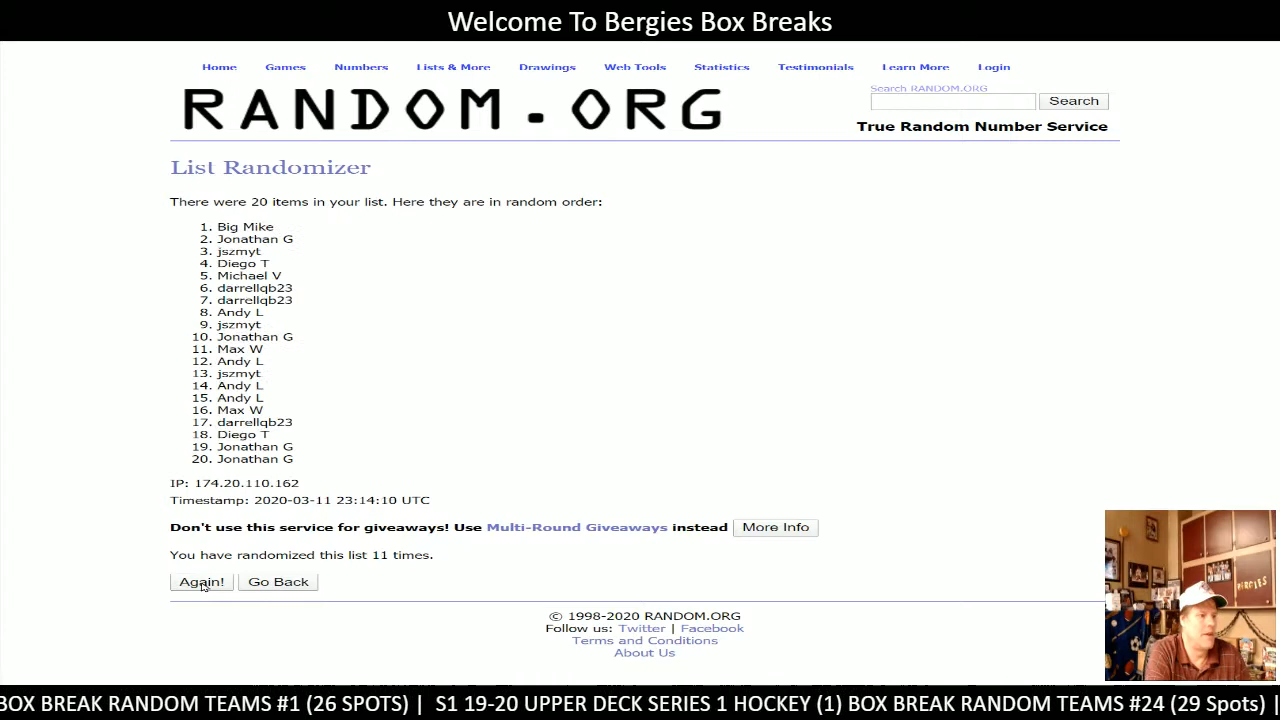 Welcome To Bergies Box Breaks
Home Games Numbers Lists & More Drawings Web Tools Statistics Testimonials Learn More Login
RANDOM.ORG
Search RANDOM.ORG
Search
True Random Number Service
List Randomizer
There were 20 items in your list. Here they are in random order:
1. Big Mike
2. Jonathan G
3. jszmyt
4. Diego T
5. Michael V
6. darrellqb23
7. darrellqb23
8. Andy L
9. jszmyt
10. Jonathan G
11. Max W
12. Andy L
13. jszmyt
14. Andy L
15. Andy L
16. Max W
17. darrellqb23
18. Diego T
19. Jonathan G
20. Jonathan G
IP: 174.20.110.162
Timestamp: 2020-03-11 23:14:10 UTC
Don't use this service for giveaways! Use Multi-Round Giveaways instead More Info
You have randomized this list 11 times.
Again! Go Back
© 1998-2020 RANDOM.ORG
Follow us: Twitter | Facebook
Terms and Conditions
About Us
BERGIES
BOX BREAK RANDOM TEAMS #1 (26 SPOTS) | S1 19-20 UPPER DECK SERIES 1 HOCKEY (1) BOX BREAK RANDOM TEAMS #24 (29 Spots) |